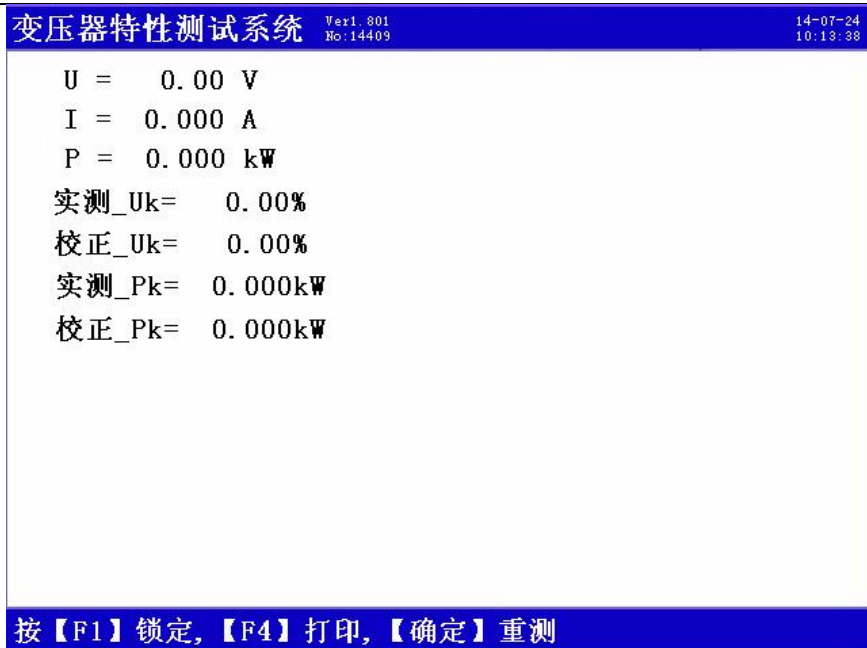 变压器特性测试系统 Ver1.801
No:14409
14-07-24
10:13:38
U = 0.00 V
I = 0.000 A
P = 0.000 kW
实测_Uk= 0.00%
校正_Uk= 0.00%
实测_Pk= 0.000kW
校正_Pk= 0.000kW
按【F1】锁定,【F4】打印,【确定】重测